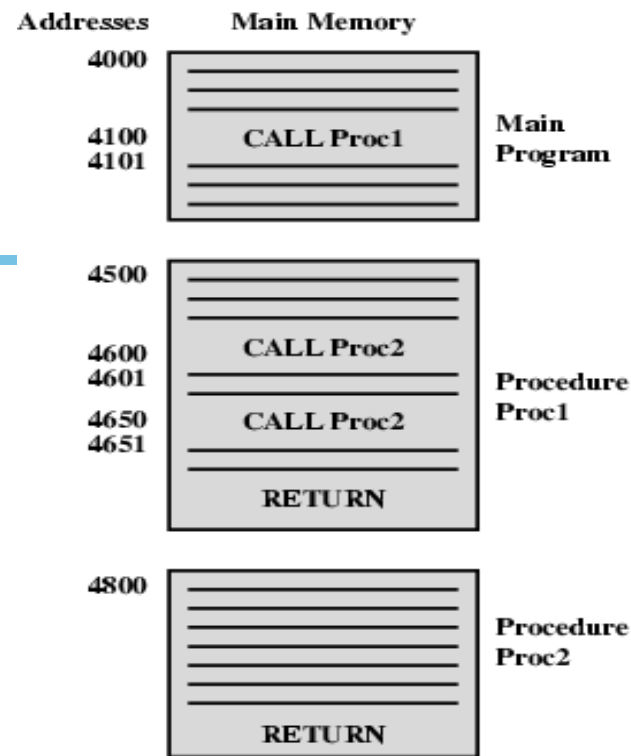 Addresses Main Memory
4000
4100 CALL Proc1
4101
Main
Program
4500
4600 CALL Proc2
4601
4650 CALL Proc2
4651
Procedure
Proc1
RETURN
4800
Procedure
Proc2
RETURN